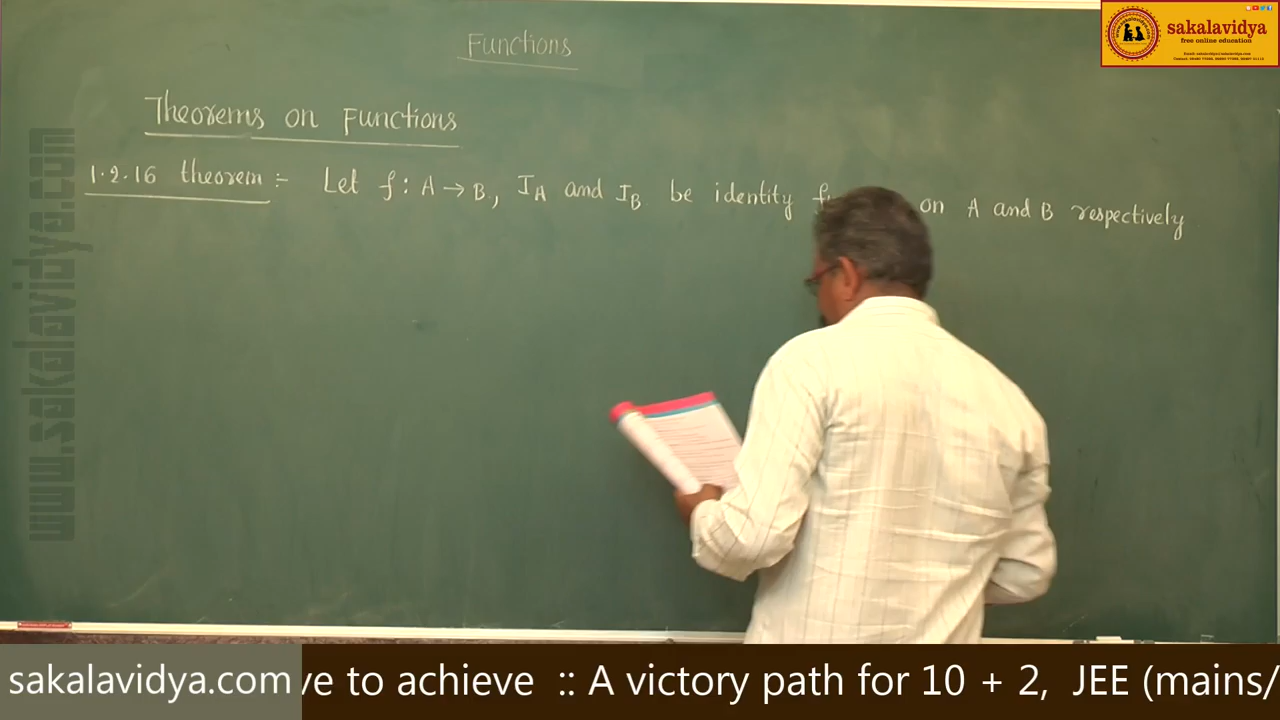 Functions
sakalavidya
free online education
Theorems on Functions
1.2.16 theorem :- Let f : A → B, I_A and I_B be identity on A and B respectively
www.sakalavidya.com
sakalavidya.com ve to achieve :: A victory path for 10 + 2, JEE (mains/